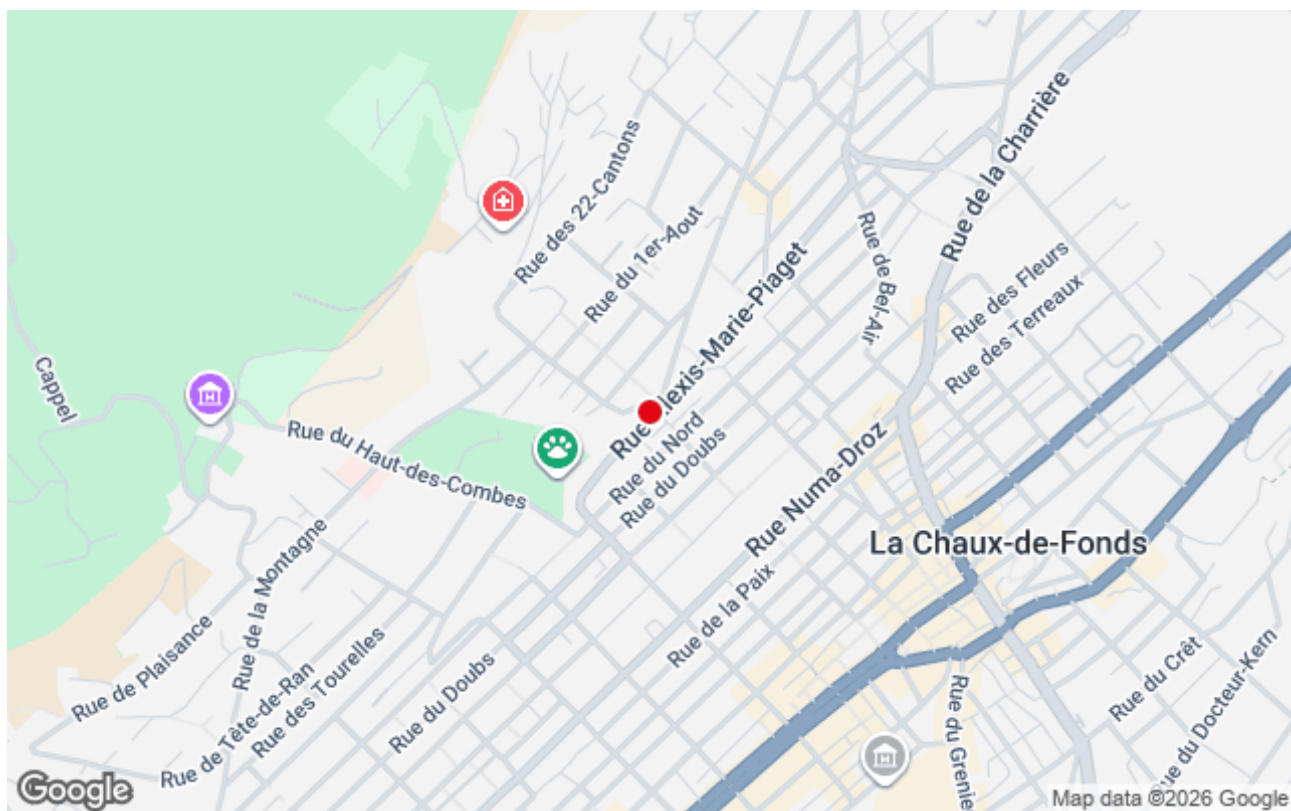 Rue de la Charrière
Rue des 22-Cantons
Rue du 1er-Aout
Rue de Bel-Air
Rue des Fleurs
Rue des Terreaux
Rue Alexis-Marie-Piaget
Cappel
Rue du Haut-des-Combes
Rue du Nord
Rue du Doubs
Rue Numa-Droz
La Chaux-de-Fonds
Rue de la Montagne
Rue de la Paix
Rue de Plaisance
Rue de Tête-de-Ran
Rue des Tourelles
Rue du Doubs
Rue du Crêt
Rue du Docteur-Kern
Rue du Grenie
H
H
Google
Map data ©2026 Google